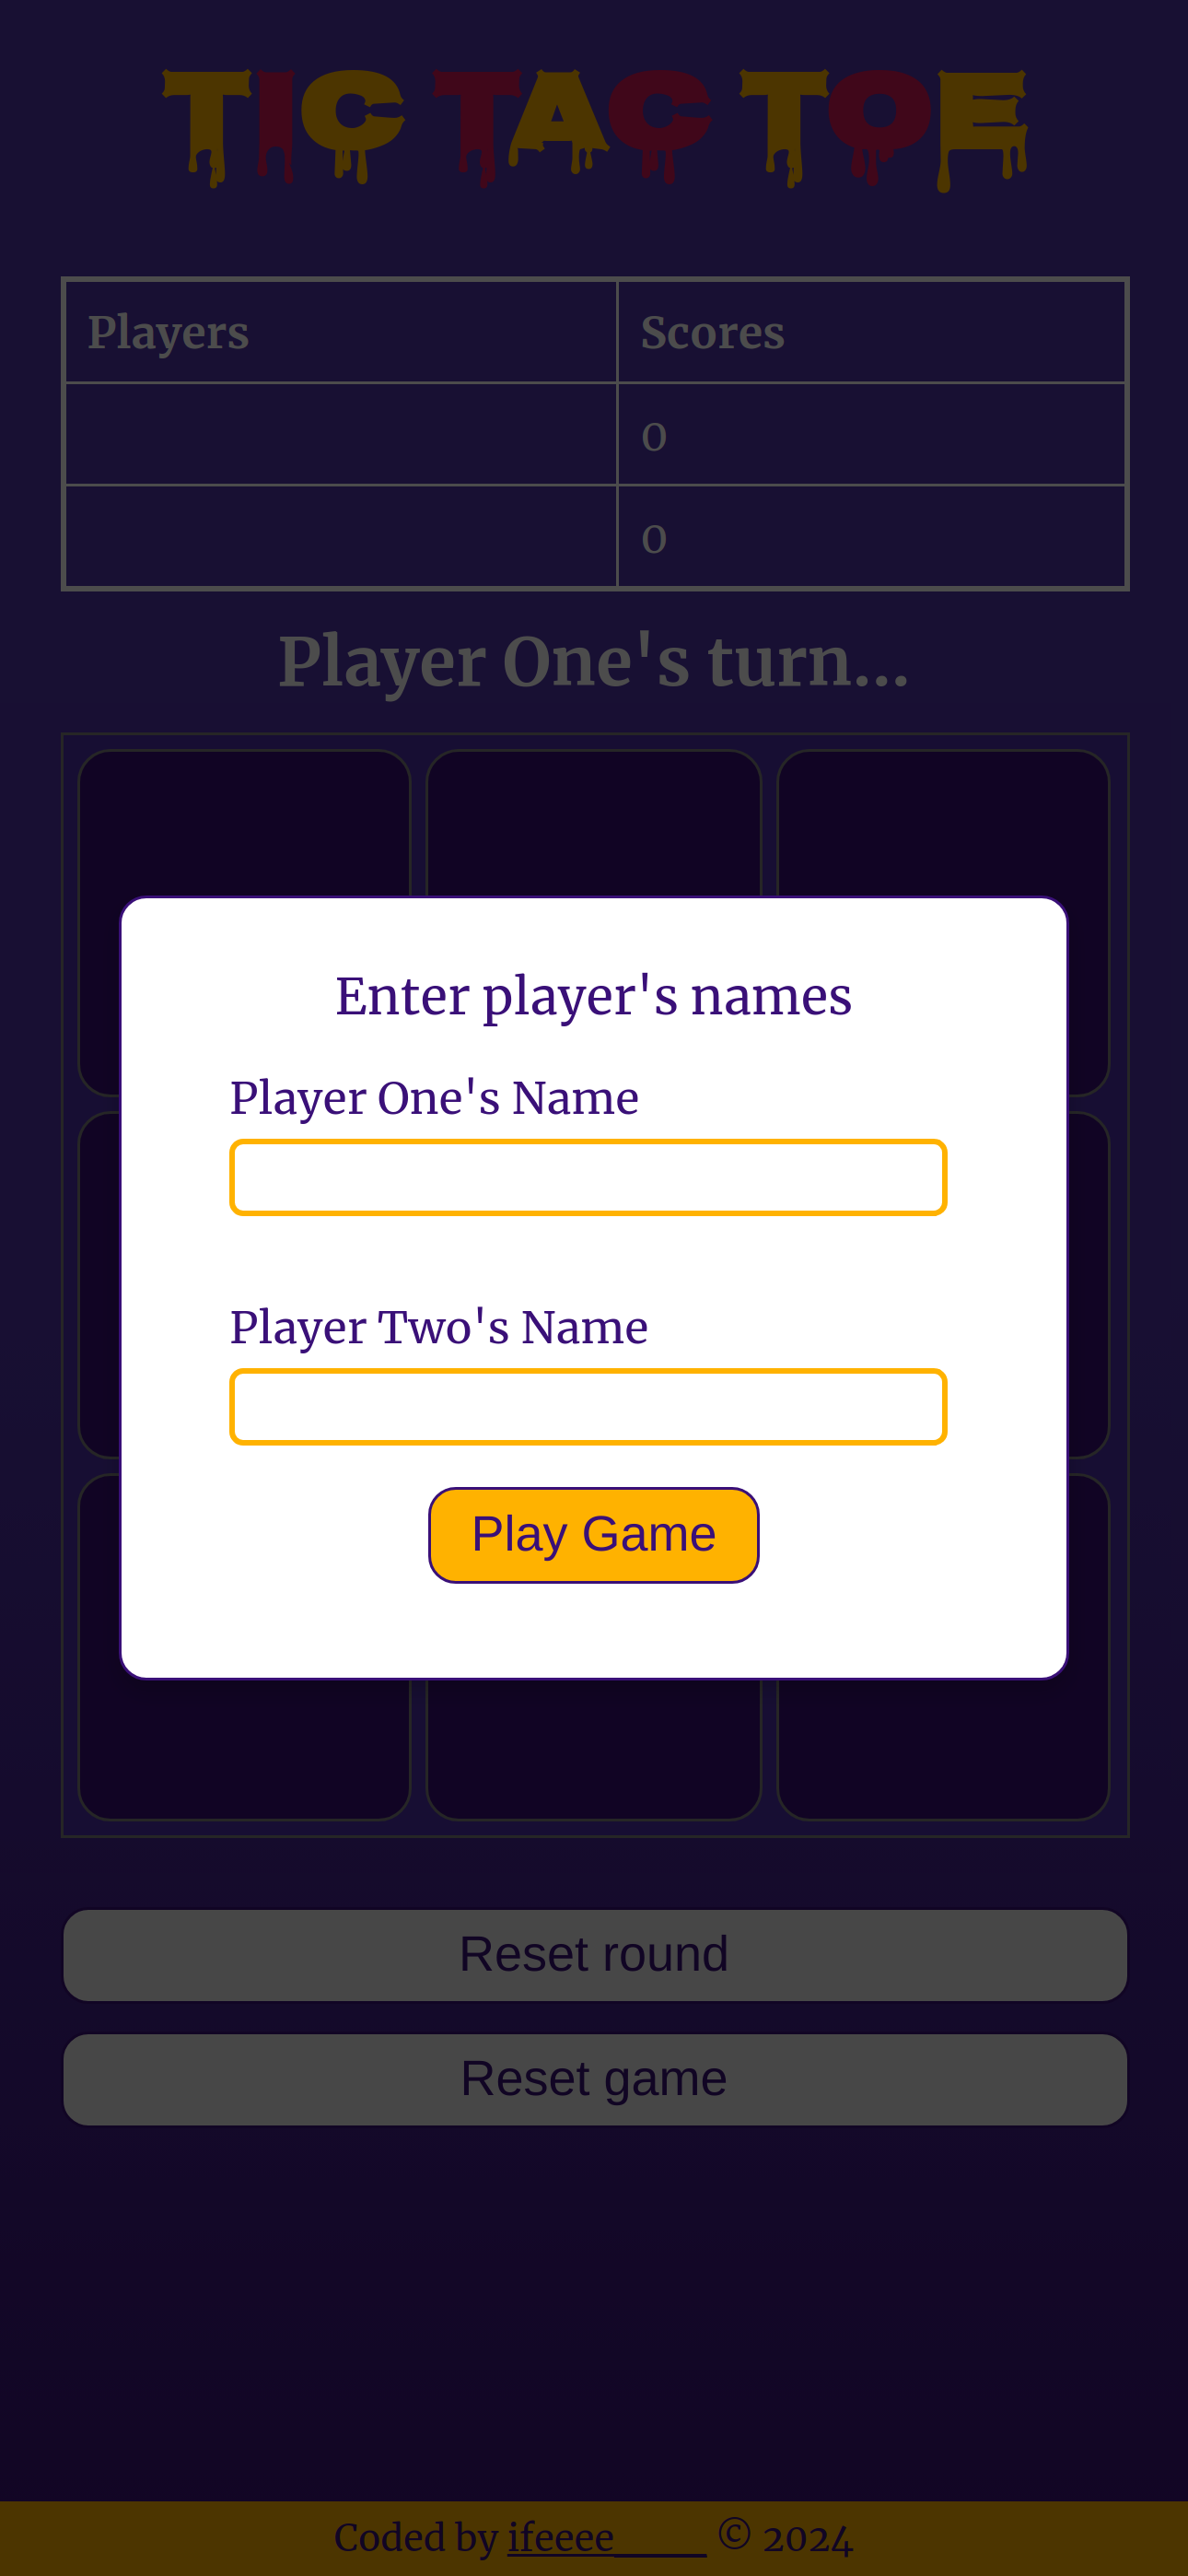 TIC TAC TOE
Players Scores
0
0
Player One's turn...
Enter player's names
Player One's Name
Player Two's Name
Play Game
Reset round
Reset game
Coded by ifeeee____ © 2024